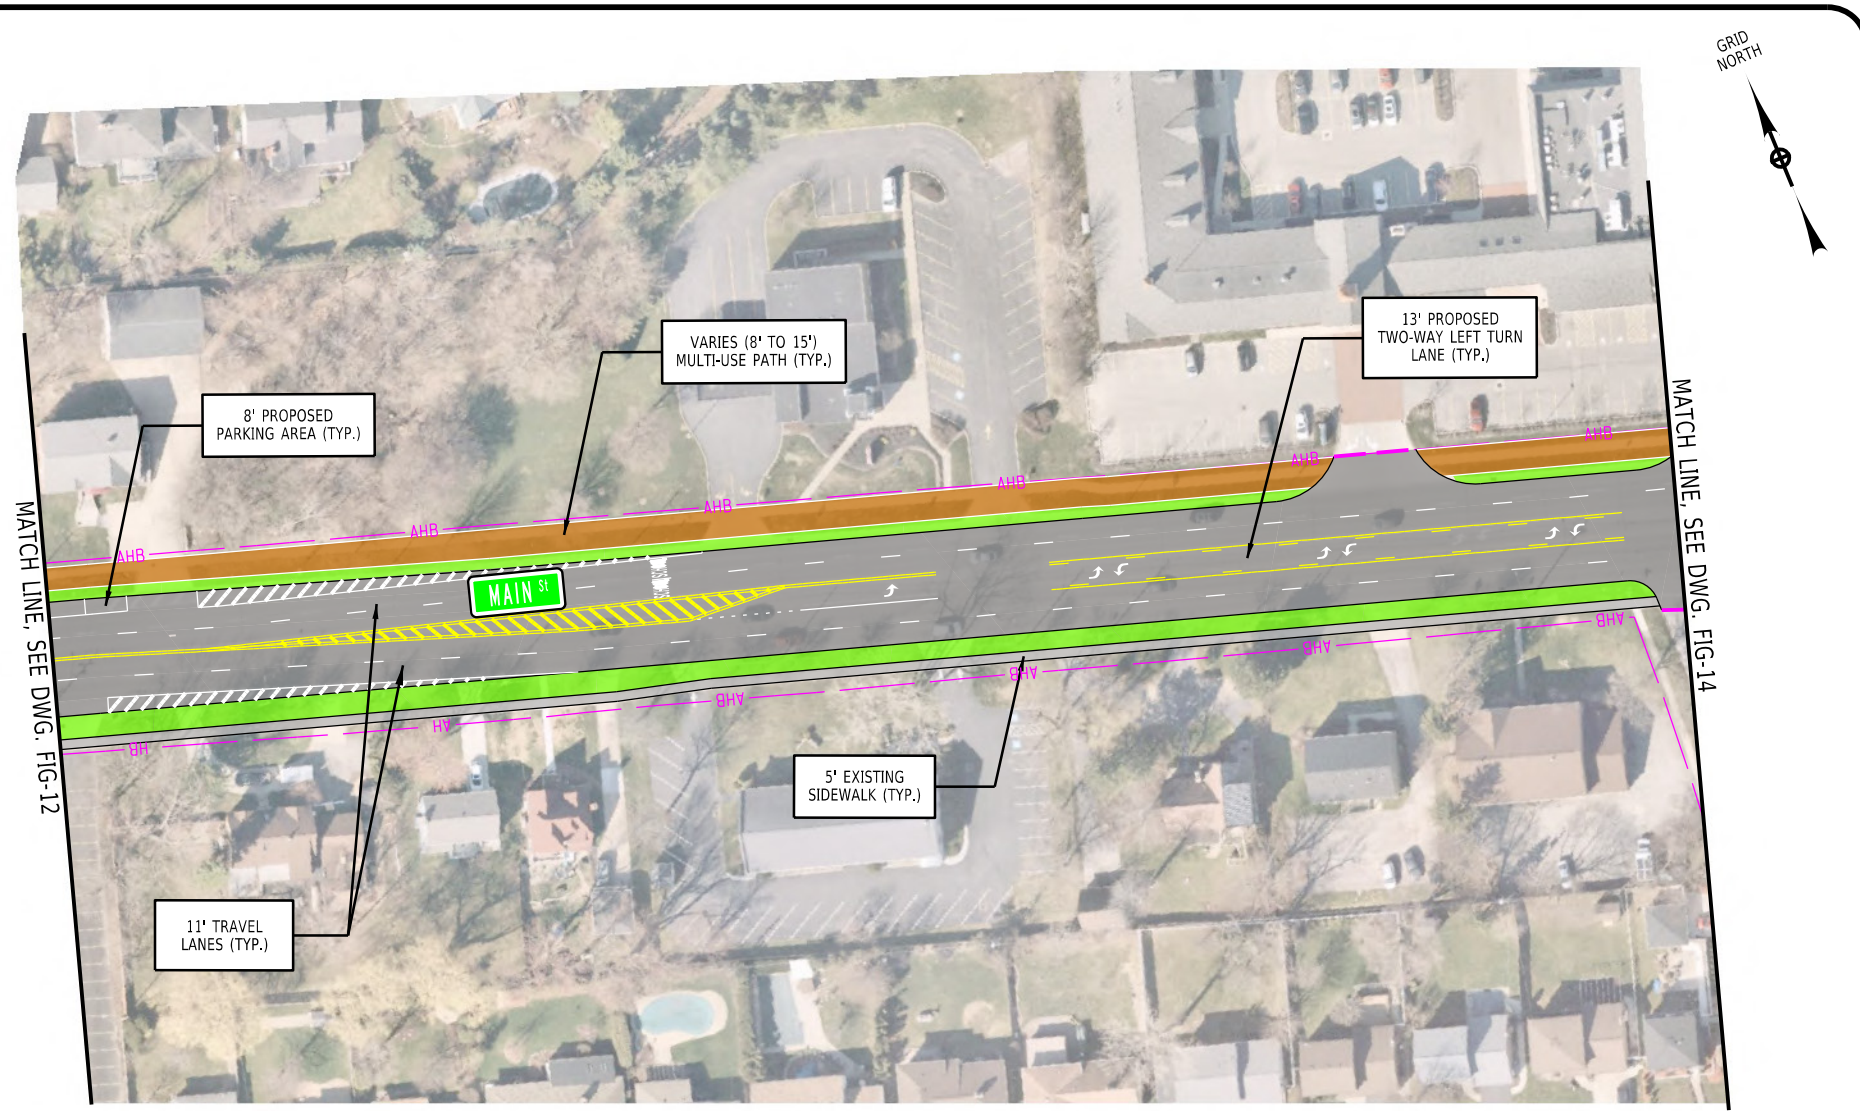 GRID
NORTH
VARIES (8' TO 15')
MULTI-USE PATH (TYP.)
13' PROPOSED
TWO-WAY LEFT TURN
LANE (TYP.)
8' PROPOSED
PARKING AREA (TYP.)
AHB
AHB
AHB
AHB
AHB
AHB
MAIN St
MATCH LINE, SEE DWG. FIG-12
MATCH LINE, SEE DWG. FIG-14
HB
AH
AHB
AHB
AHB
AHB
5' EXISTING
SIDEWALK (TYP.)
11' TRAVEL
LANES (TYP.)